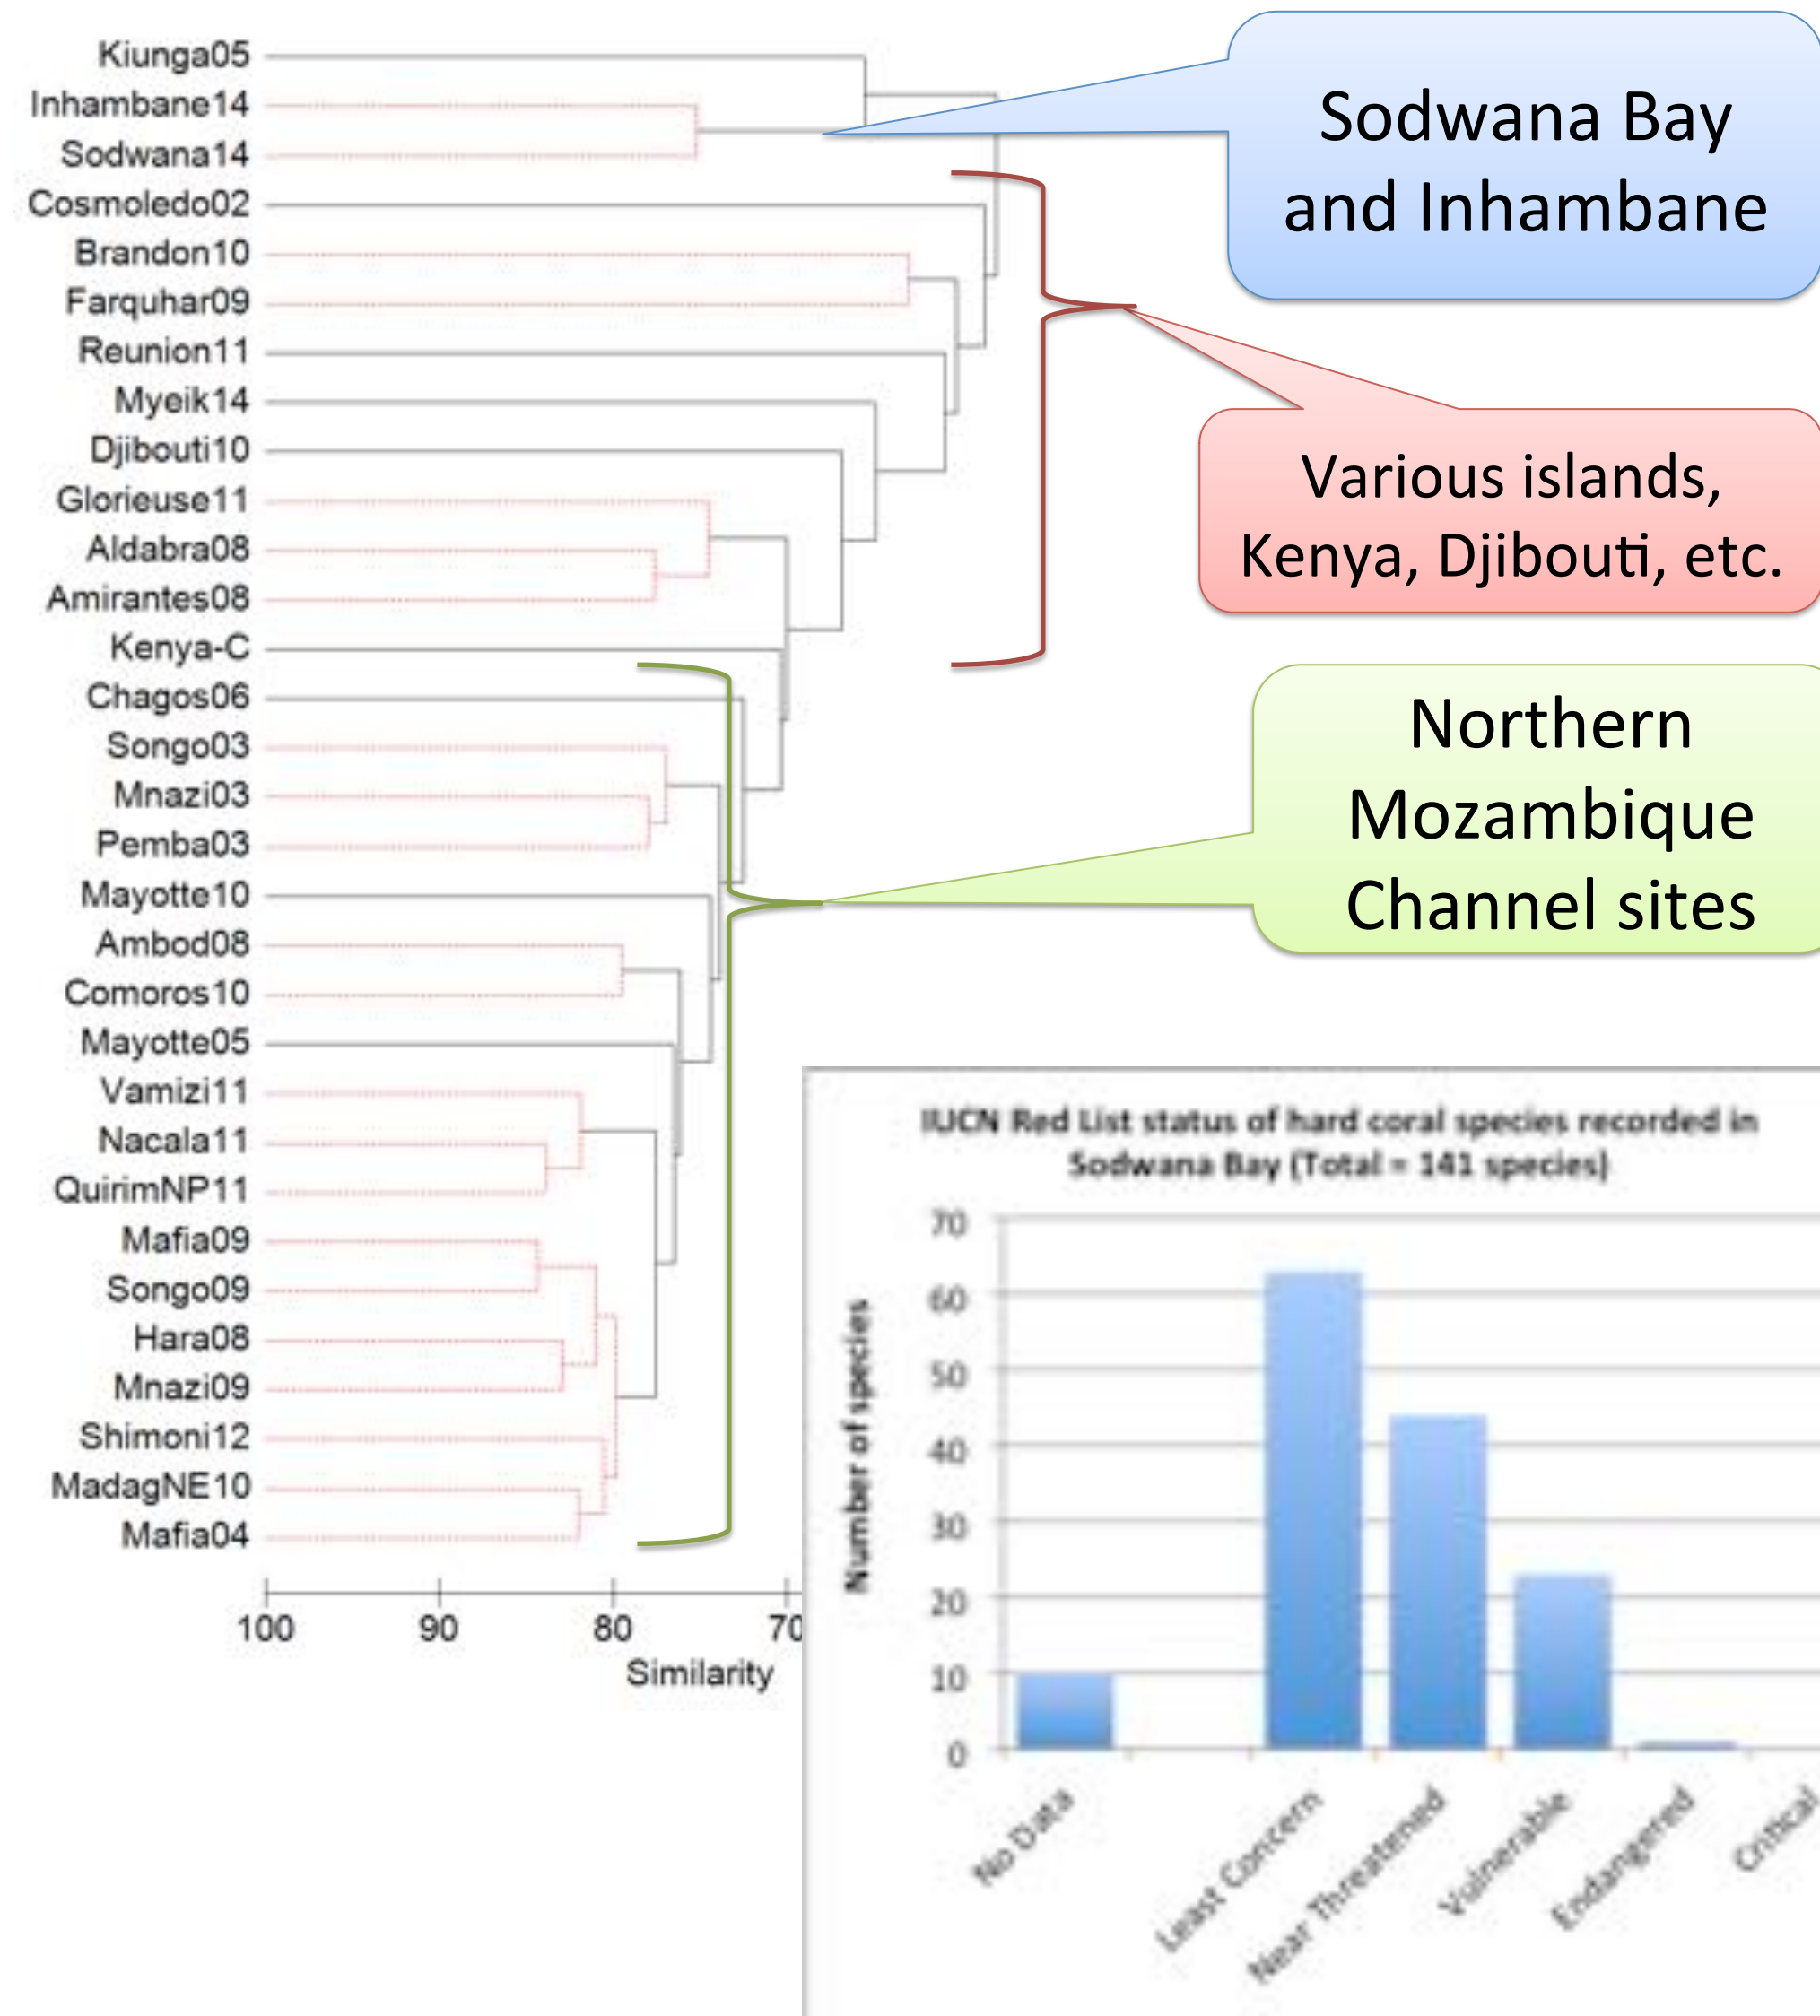 Kiunga05
Inhambane14
Sodwana14
Cosmoledo02
Brandon10
Farquhar09
Reunion11
Myeik14
Djibouti10
Glorieuse11
Aldabra08
Amirantes08
Kenya-C
Chagos06
Songo03
Mnazi03
Pemba03
Mayotte10
Ambod08
Comoros10
Mayotte05
Vamizi11
Nacala11
QuirimNP11
Mafia09
Songo09
Hara08
Mnazi09
Shimoni12
MadagNE10
Mafia04
100 90 80 70
Similarity
Sodwana Bay
and Inhambane
Various islands,
Kenya, Djibouti, etc.
Northern
Mozambique
Channel sites
IUCN Red List status of hard coral species recorded in
Sodwana Bay (Total = 141 species)
Number of species
70
60
50
40
30
20
10
0
No Data
Least Concern
Near Threatened
Vulnerable
Endangered
Critical